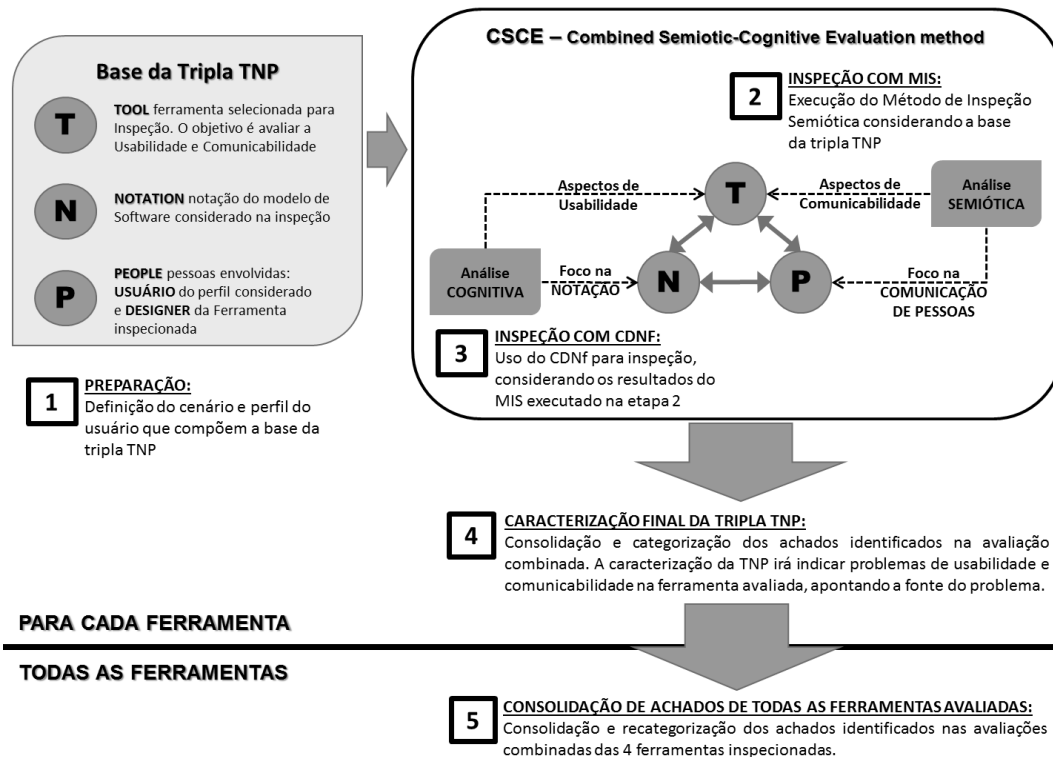 Base da Tripla TNP
T
TOOL ferramenta selecionada para
Inspeção. O objetivo é avaliar a
Usabilidade e Comunicabilidade
N
NOTATION notação do modelo de
Software considerado na inspeção
P
PEOPLE pessoas envolvidas:
USUÁRIO do perfil considerado
e DESIGNER da Ferramenta
inspecionada
1
PREPARAÇÃO:
Definição do cenário e perfil do
usuário que compõem a base da
tripla TNP
CSCE – Combined Semiotic-Cognitive Evaluation method
2
INSPEÇÃO COM MIS:
Execução do Método de Inspeção
Semiótica considerando a base
da tripla TNP
Aspectos de
Usabilidade
T
Aspectos de
Comunicabilidade
Análise
SEMIÓTICA
Análise
COGNITIVA
Foco na
NOTAÇÃO
N
P
Foco na
COMUNICAÇÃO
DE PESSOAS
3
INSPEÇÃO COM CDNF:
Uso do CDNf para inspeção,
considerando os resultados do
MIS executado na etapa 2
4
CARACTERIZAÇÃO FINAL DA TRIPLA TNP:
Consolidação e categorização dos achados identificados na avaliação
combinada. A caracterização da TNP irá indicar problemas de usabilidade e
comunicabilidade na ferramenta avaliada, apontando a fonte do problema.
PARA CADA FERRAMENTA
TODAS AS FERRAMENTAS
5
CONSOLIDAÇÃO DE ACHADOS DE TODAS AS FERRAMENTAS AVALIADAS:
Consolidação e recategorização dos achados identificados nas avaliações
combinadas das 4 ferramentas inspecionadas.